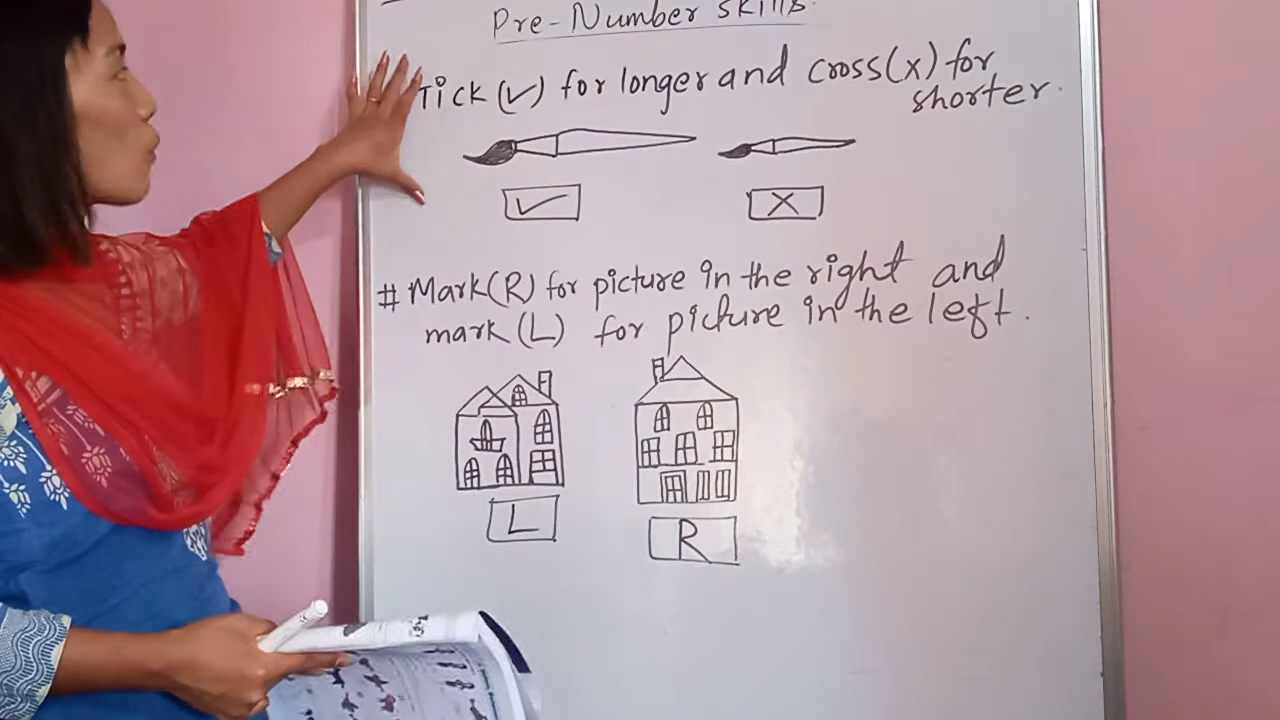 Pre-Number skills.
Tick (✓) for longer and cross(x) for
shorter.
✓ X
# Mark(R) for picture in the right and
mark (L) for picture in the left.
L
R